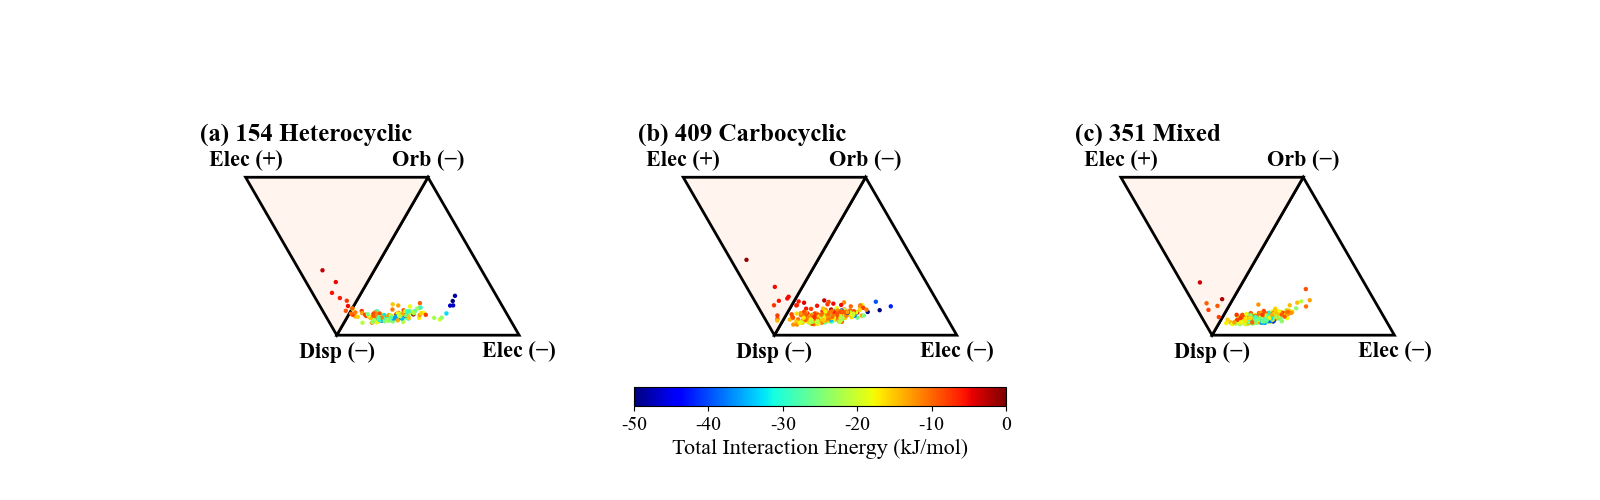 (a) 154 Heterocyclic
(b) 409 Carbocyclic
(c) 351 Mixed
Elec (+)
Orb (−)
Elec (+)
Orb (−)
Elec (+)
Orb (−)
Disp (−)
Elec (−)
Disp (−)
Elec (−)
Disp (−)
Elec (−)
-50
-40
-30
-20
-10
0
Total Interaction Energy (kJ/mol)